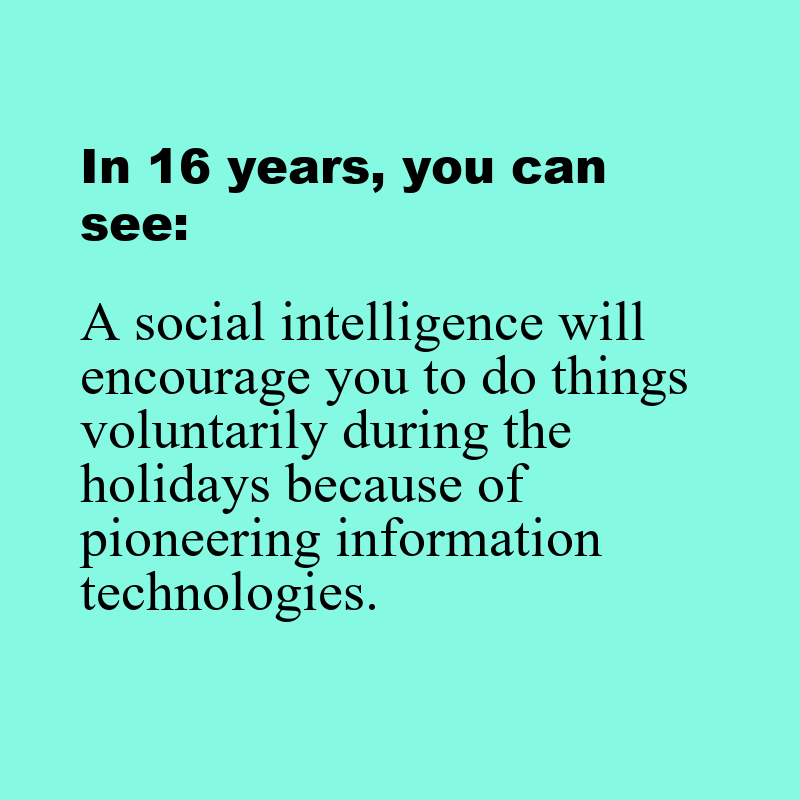 In 16 years, you can
see:
A social intelligence will
encourage you to do things
voluntarily during the
holidays because of
pioneering information
technologies.